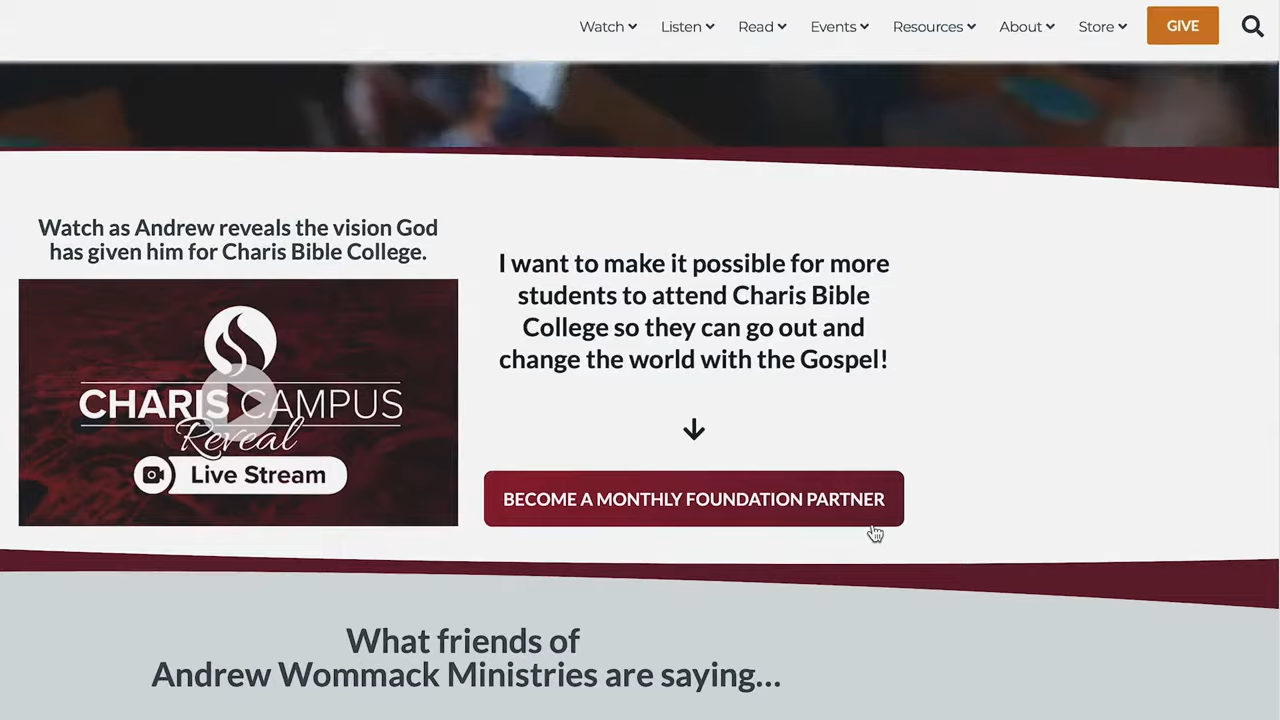 Watch Listen Read Events Resources About Store GIVE
Watch as Andrew reveals the vision God
has given him for Charis Bible College.
CHARIS CAMPUS
Reveal
Live Stream
I want to make it possible for more
students to attend Charis Bible
College so they can go out and
change the world with the Gospel!
BECOME A MONTHLY FOUNDATION PARTNER
What friends of
Andrew Wommack Ministries are saying...